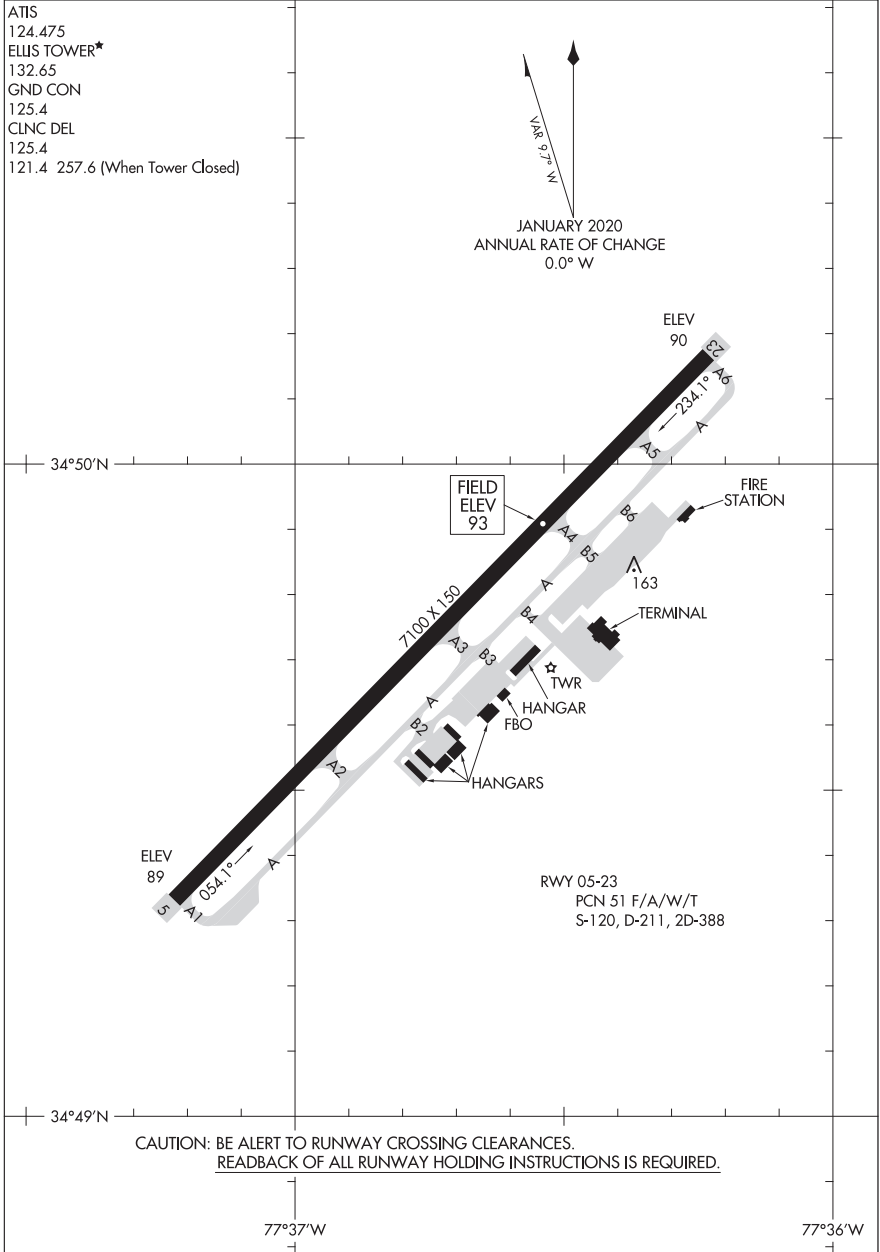 ATIS
124.475
ELLIS TOWER★
132.65
GND CON
125.4
CLNC DEL
125.4
121.4 257.6 (When Tower Closed)
VAR 9.7° W
JANUARY 2020
ANNUAL RATE OF CHANGE
0.0° W
ELEV
90
23
A6
234.1°
A
A5
34°50'N
FIELD
ELEV
93
FIRE
STATION
B6
A4
B5
163
A
7100 X 150
B4
TERMINAL
A3
B3
TWR
HANGAR
A
FBO
B2
A2
HANGARS
ELEV
89
054.1°
A
5
A1
RWY 05-23
PCN 51 F/A/W/T
S-120, D-211, 2D-388
34°49'N
CAUTION: BE ALERT TO RUNWAY CROSSING CLEARANCES.
READBACK OF ALL RUNWAY HOLDING INSTRUCTIONS IS REQUIRED.
77°37'W
77°36'W